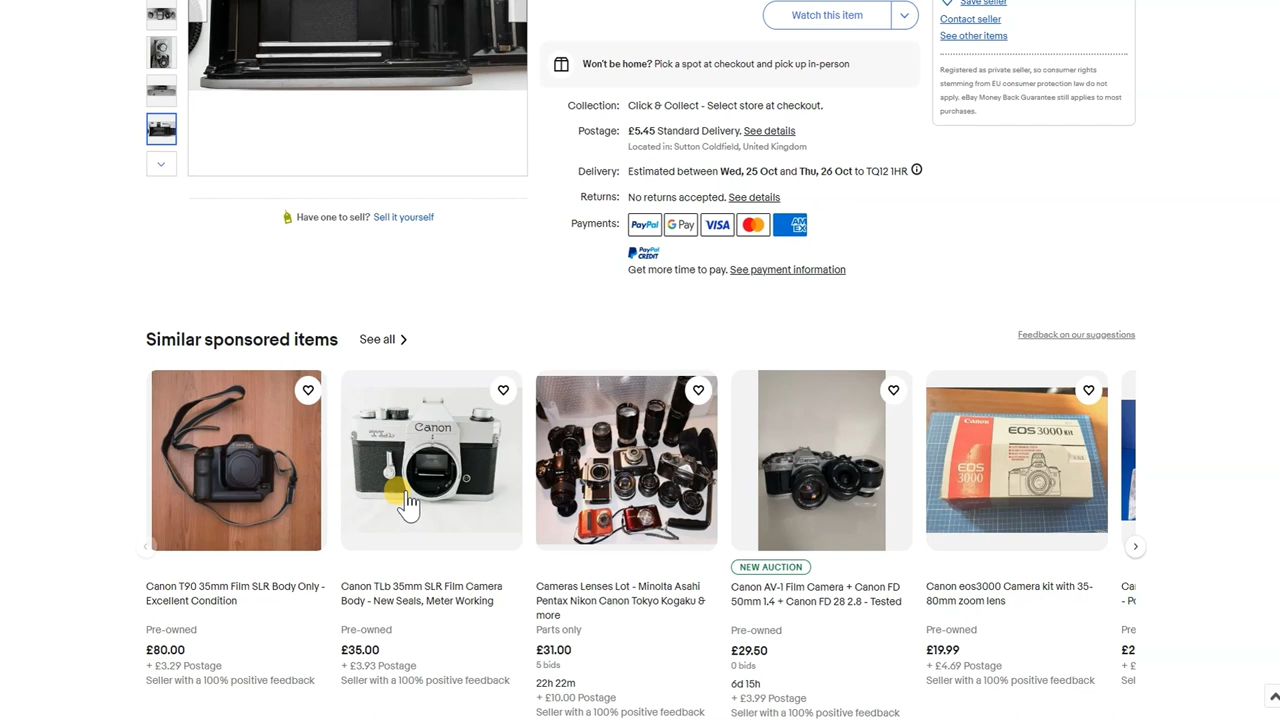 Watch this item
Save seller
Contact seller
See other items
Registered as private seller, so consumer rights
stemming from EU consumer protection law do not
apply. eBay Money Back Guarantee still applies to most
purchases.
Won't be home? Pick a spot at checkout and pick up in-person
Collection: Click & Collect - Select store at checkout.
Postage: £5.45 Standard Delivery. See details
Located in: Sutton Coldfield, United Kingdom
Delivery: Estimated between Wed, 25 Oct and Thu, 26 Oct to TQ12 1HR
Returns: No returns accepted. See details
Payments: PayPal G Pay VISA AMEX
PayPal CREDIT
Get more time to pay. See payment information
Have one to sell? Sell it yourself
Similar sponsored items See all
Feedback on our suggestions
Canon T90 35mm Film SLR Body Only -
Excellent Condition
Pre-owned
£80.00
+ £3.29 Postage
Seller with a 100% positive feedback
Canon
Canon TLb 35mm SLR Film Camera
Body - New Seals, Meter Working
Pre-owned
£35.00
+ £3.93 Postage
Seller with a 100% positive feedback
Cameras Lenses Lot - Minolta Asahi
Pentax Nikon Canon Tokyo Kogaku &
more
Parts only
£31.00
5 bids
22h 22m
+ £10.00 Postage
Seller with a 100% positive feedback
NEW AUCTION
Canon AV-1 Film Camera + Canon FD
50mm 1.4 + Canon FD 28 2.8 - Tested
Pre-owned
£29.50
0 bids
6d 15h
+ £3.99 Postage
Seller with a 100% positive feedback
Canon
EOS 3000 Kit
EOS
3000
Canon eos3000 Camera kit with 35-
80mm zoom lens
Pre-owned
£19.99
+ £4.69 Postage
Seller with a 100% positive feedback
Ca
- Po
Pre
£2
+ £
Sel